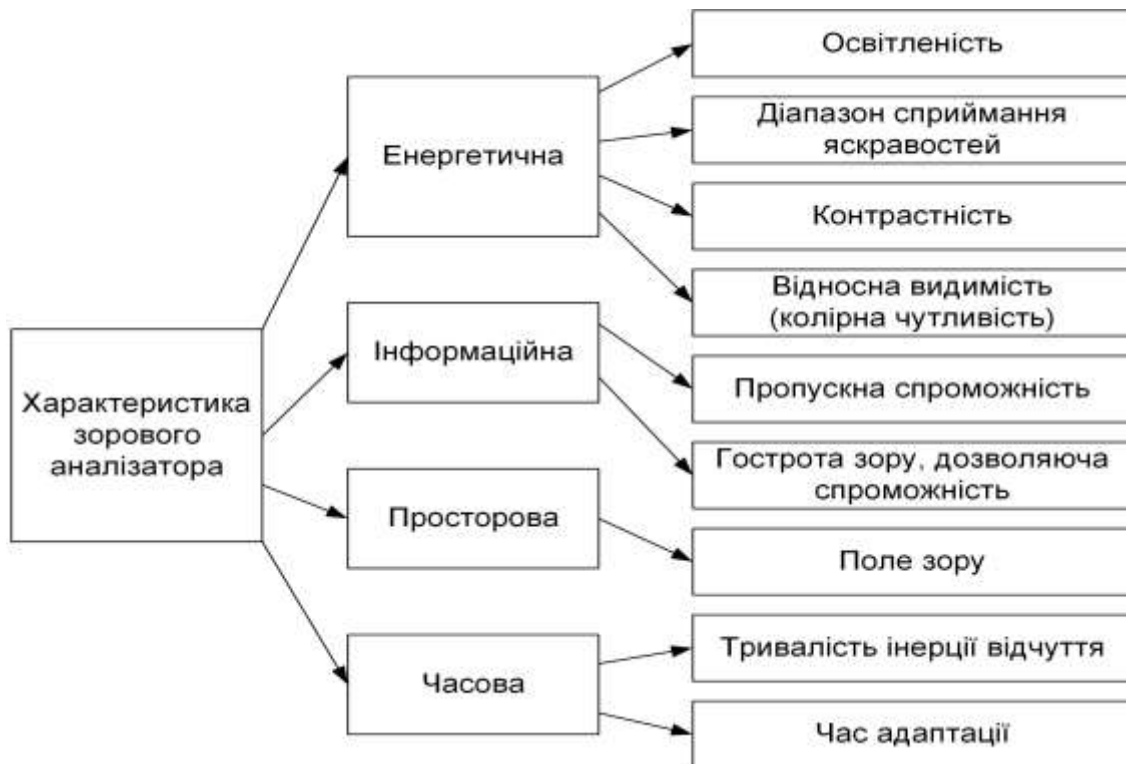 Характеристика
зорового
аналізатора
Енергетична
Інформаційна
Просторова
Часова
Освітленість
Діапазон сприймання
яскравостей
Контрастність
Відносна видимість
(колірна чутливість)
Пропускна спроможність
Гострота зору, дозволяюча
спроможність
Поле зору
Тривалість інерції відчуття
Час адаптації